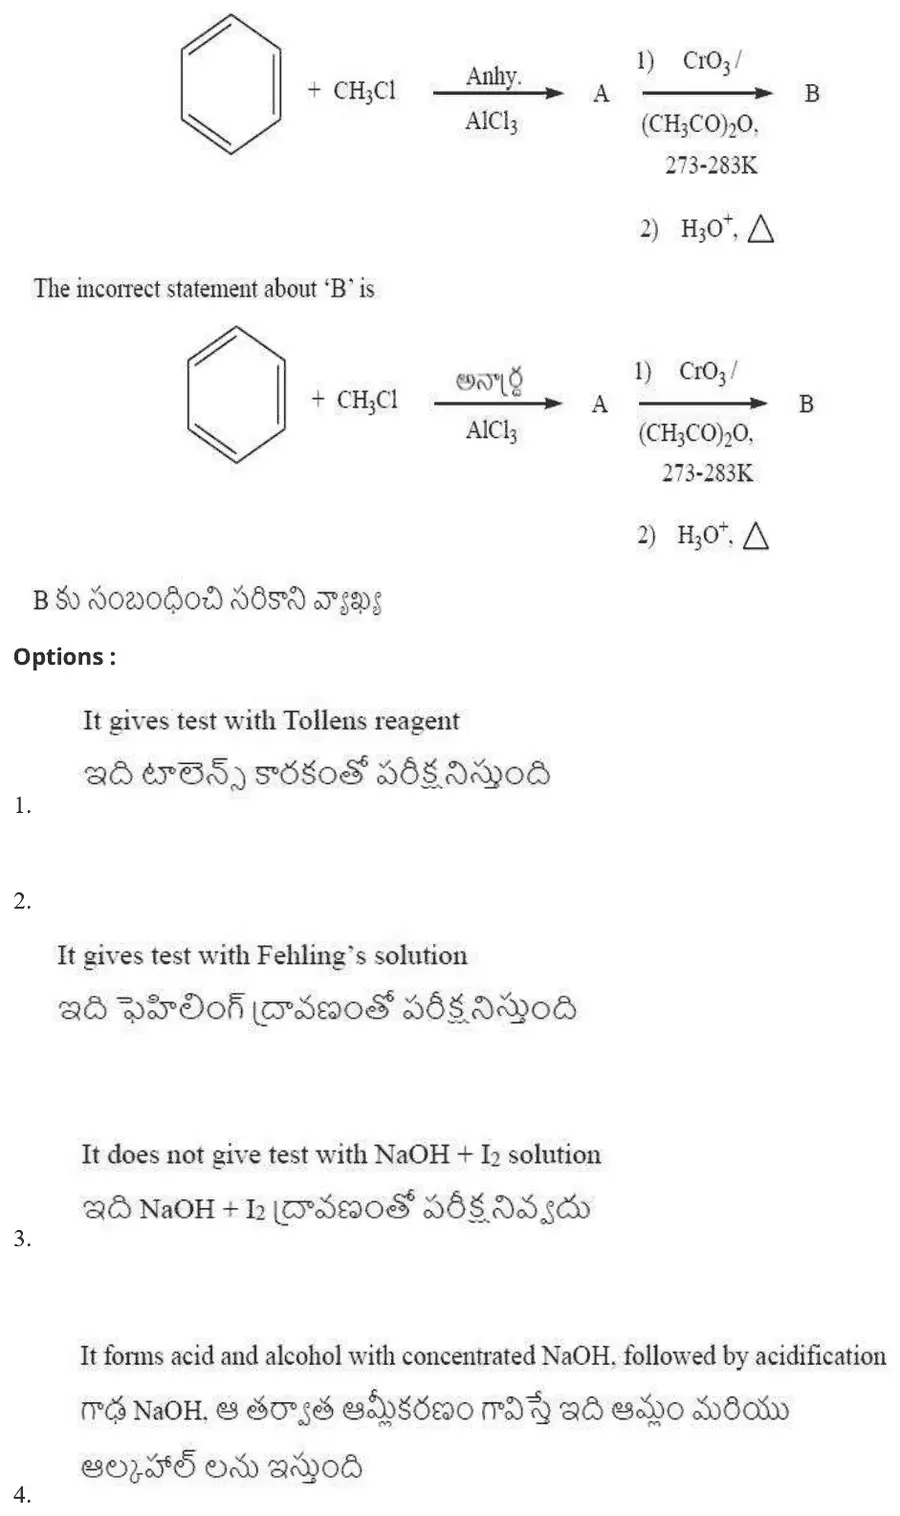 + CH₃Cl Anhy. AlCl₃ A 1) CrO₃/ (CH₃CO)₂O, 273-283K 2) H₃O⁺, △ B
The incorrect statement about ‘B’ is
+ CH₃Cl అనార్ద్ర AlCl₃ A 1) CrO₃/ (CH₃CO)₂O, 273-283K 2) H₃O⁺, △ B
B కు సంబంధించి సరికాని వ్యాఖ్య
Options :
It gives test with Tollens reagent
ఇది టాలెన్స్ కారకంతో పరీక్షనిస్తుంది
1.
2.
It gives test with Fehling’s solution
ఇది ఫెహిలింగ్ ద్రావణంతో పరీక్షనిస్తుంది
It does not give test with NaOH + I₂ solution
ఇది NaOH + I₂ ద్రావణంతో పరీక్షనివ్వదు
3.
It forms acid and alcohol with concentrated NaOH, followed by acidification
గాఢ NaOH, ఆ తర్వాత ఆమ్లీకరణం గావిస్తే ఇది ఆమ్లం మరియు
ఆల్కహాల్ లను ఇస్తుంది
4.